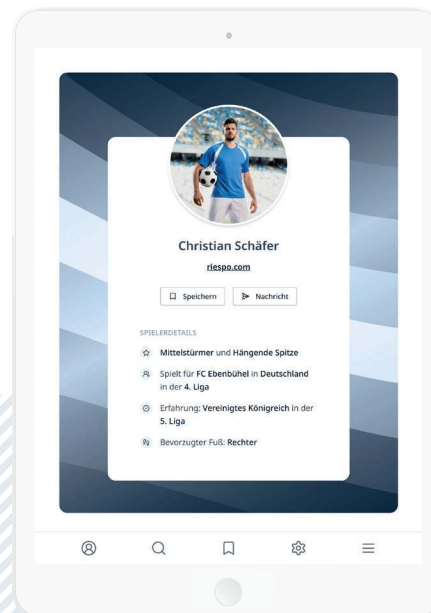 Christian Schäfer
riespo.com
Speichern
Nachricht
SPIELERDETAILS
Mittelstürmer und Hängende Spitze
Spielt für FC Ebenbühel in Deutschland
in der 4. Liga
Erfahrung: Vereinigtes Königreich in der
5. Liga
Bevorzugter Fuß: Rechter